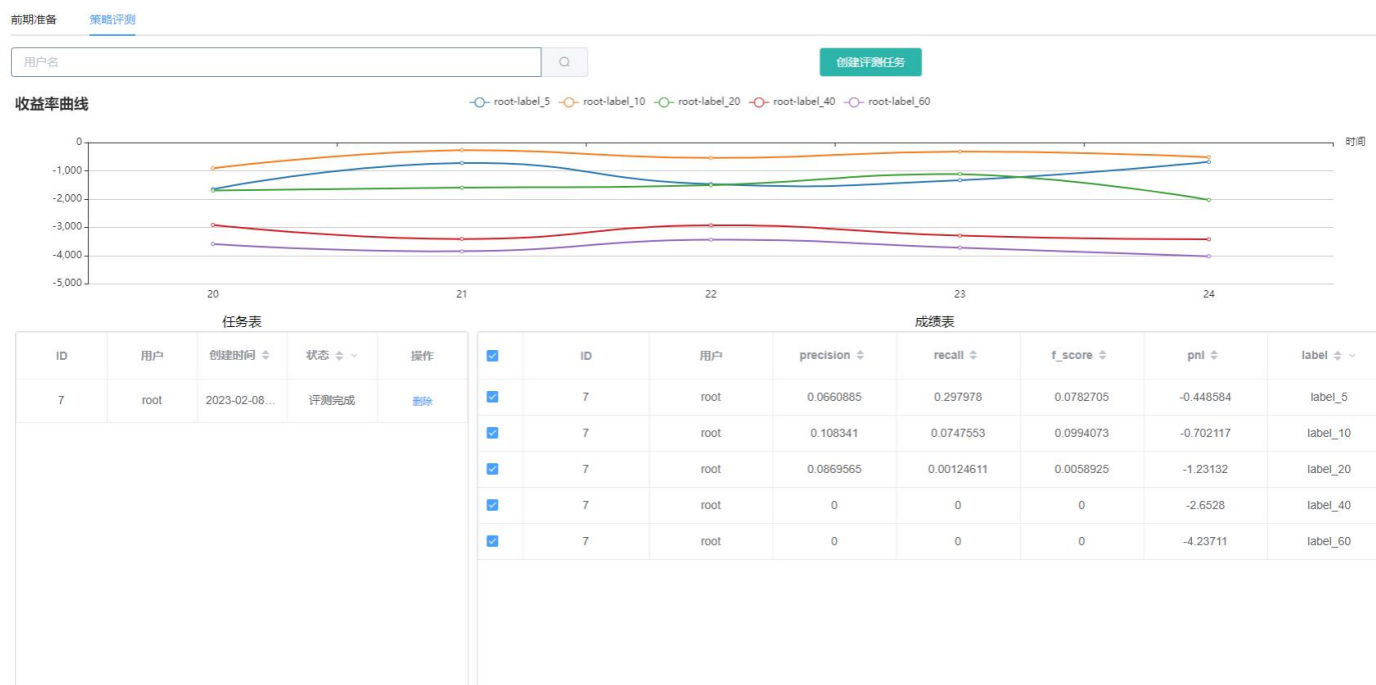 前期准备 策略评测
用户名
创建评测任务
收益率曲线
root-label_5 root-label_10 root-label_20 root-label_40 root-label_60
时间
0
-1,000
-2,000
-3,000
-4,000
-5,000
20 21 22 23 24
任务表
ID 用户 创建时间 状态 操作
7 root 2023-02-08... 评测完成 删除
成绩表
ID 用户 precision recall f_score pnl label
7 root 0.0660885 0.297978 0.0782705 -0.448584 label_5
7 root 0.108341 0.0747553 0.0994073 -0.702117 label_10
7 root 0.0869565 0.00124611 0.0058925 -1.23132 label_20
7 root 0 0 0 -2.6528 label_40
7 root 0 0 0 -4.23711 label_60